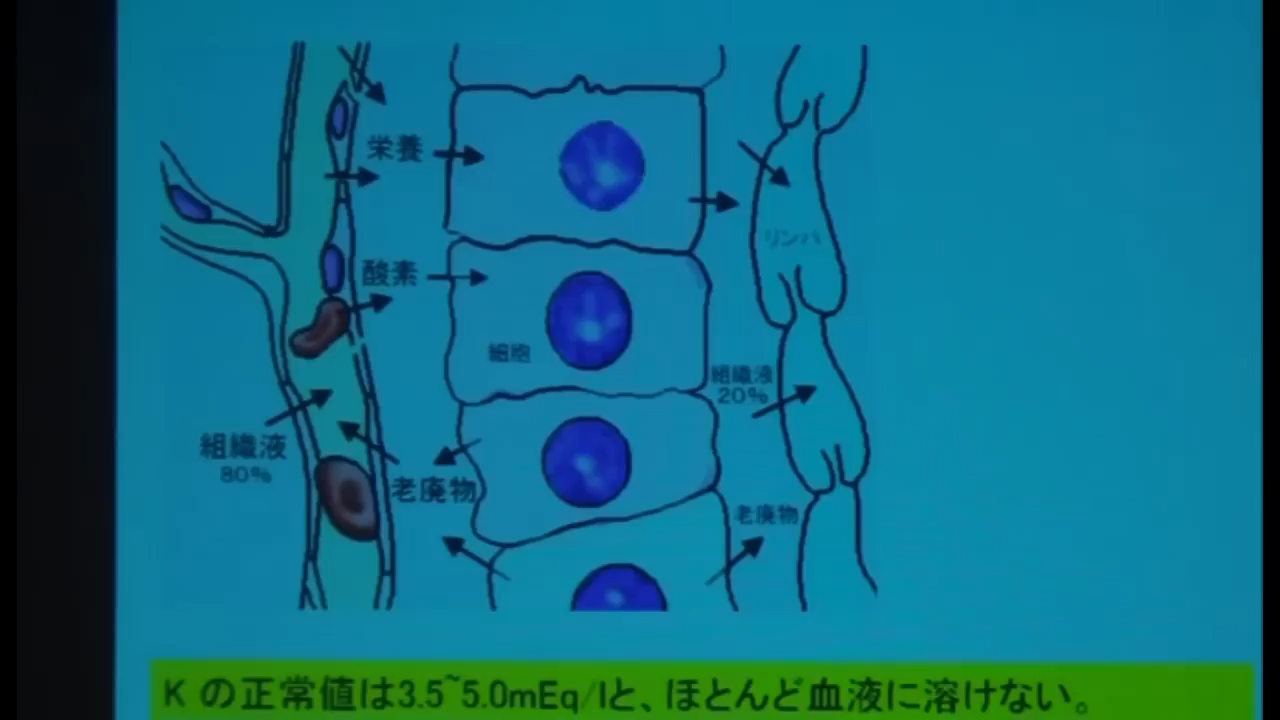 栄養
リンパ
酸素
細胞
組織液
20%
組織液
80%
老廃物
老廃物
K の正常値は3.5~5.0mEq/lと、ほとんど血液に溶けない。